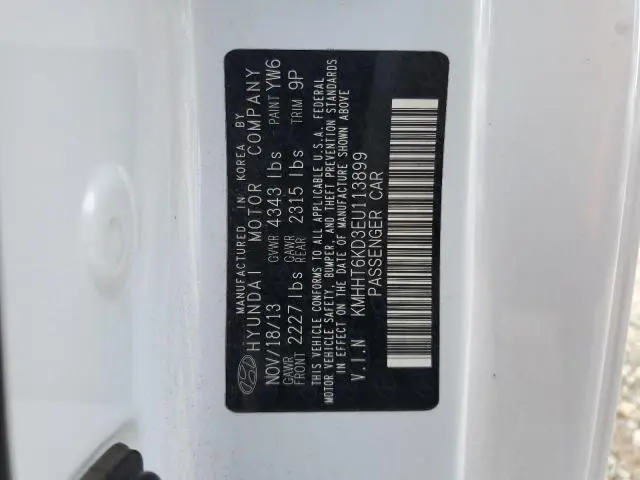 MANUFACTURED IN KOREA BY
HYUNDAI MOTOR COMPANY
NOV/18/13 GVWR 4343 lbs PAINT YW6
GAWR FRONT 2227 lbs GAWR REAR 2315 lbs TRIM 9P
THIS VEHICLE CONFORMS TO ALL APPLICABLE U.S.A. FEDERAL
MOTOR VEHICLE SAFETY, BUMPER, AND THEFT PREVENTION STANDARDS
IN EFFECT ON THE DATE OF MANUFACTURE SHOWN ABOVE
V.I.N KMHHT6KD3EU113899
PASSENGER CAR